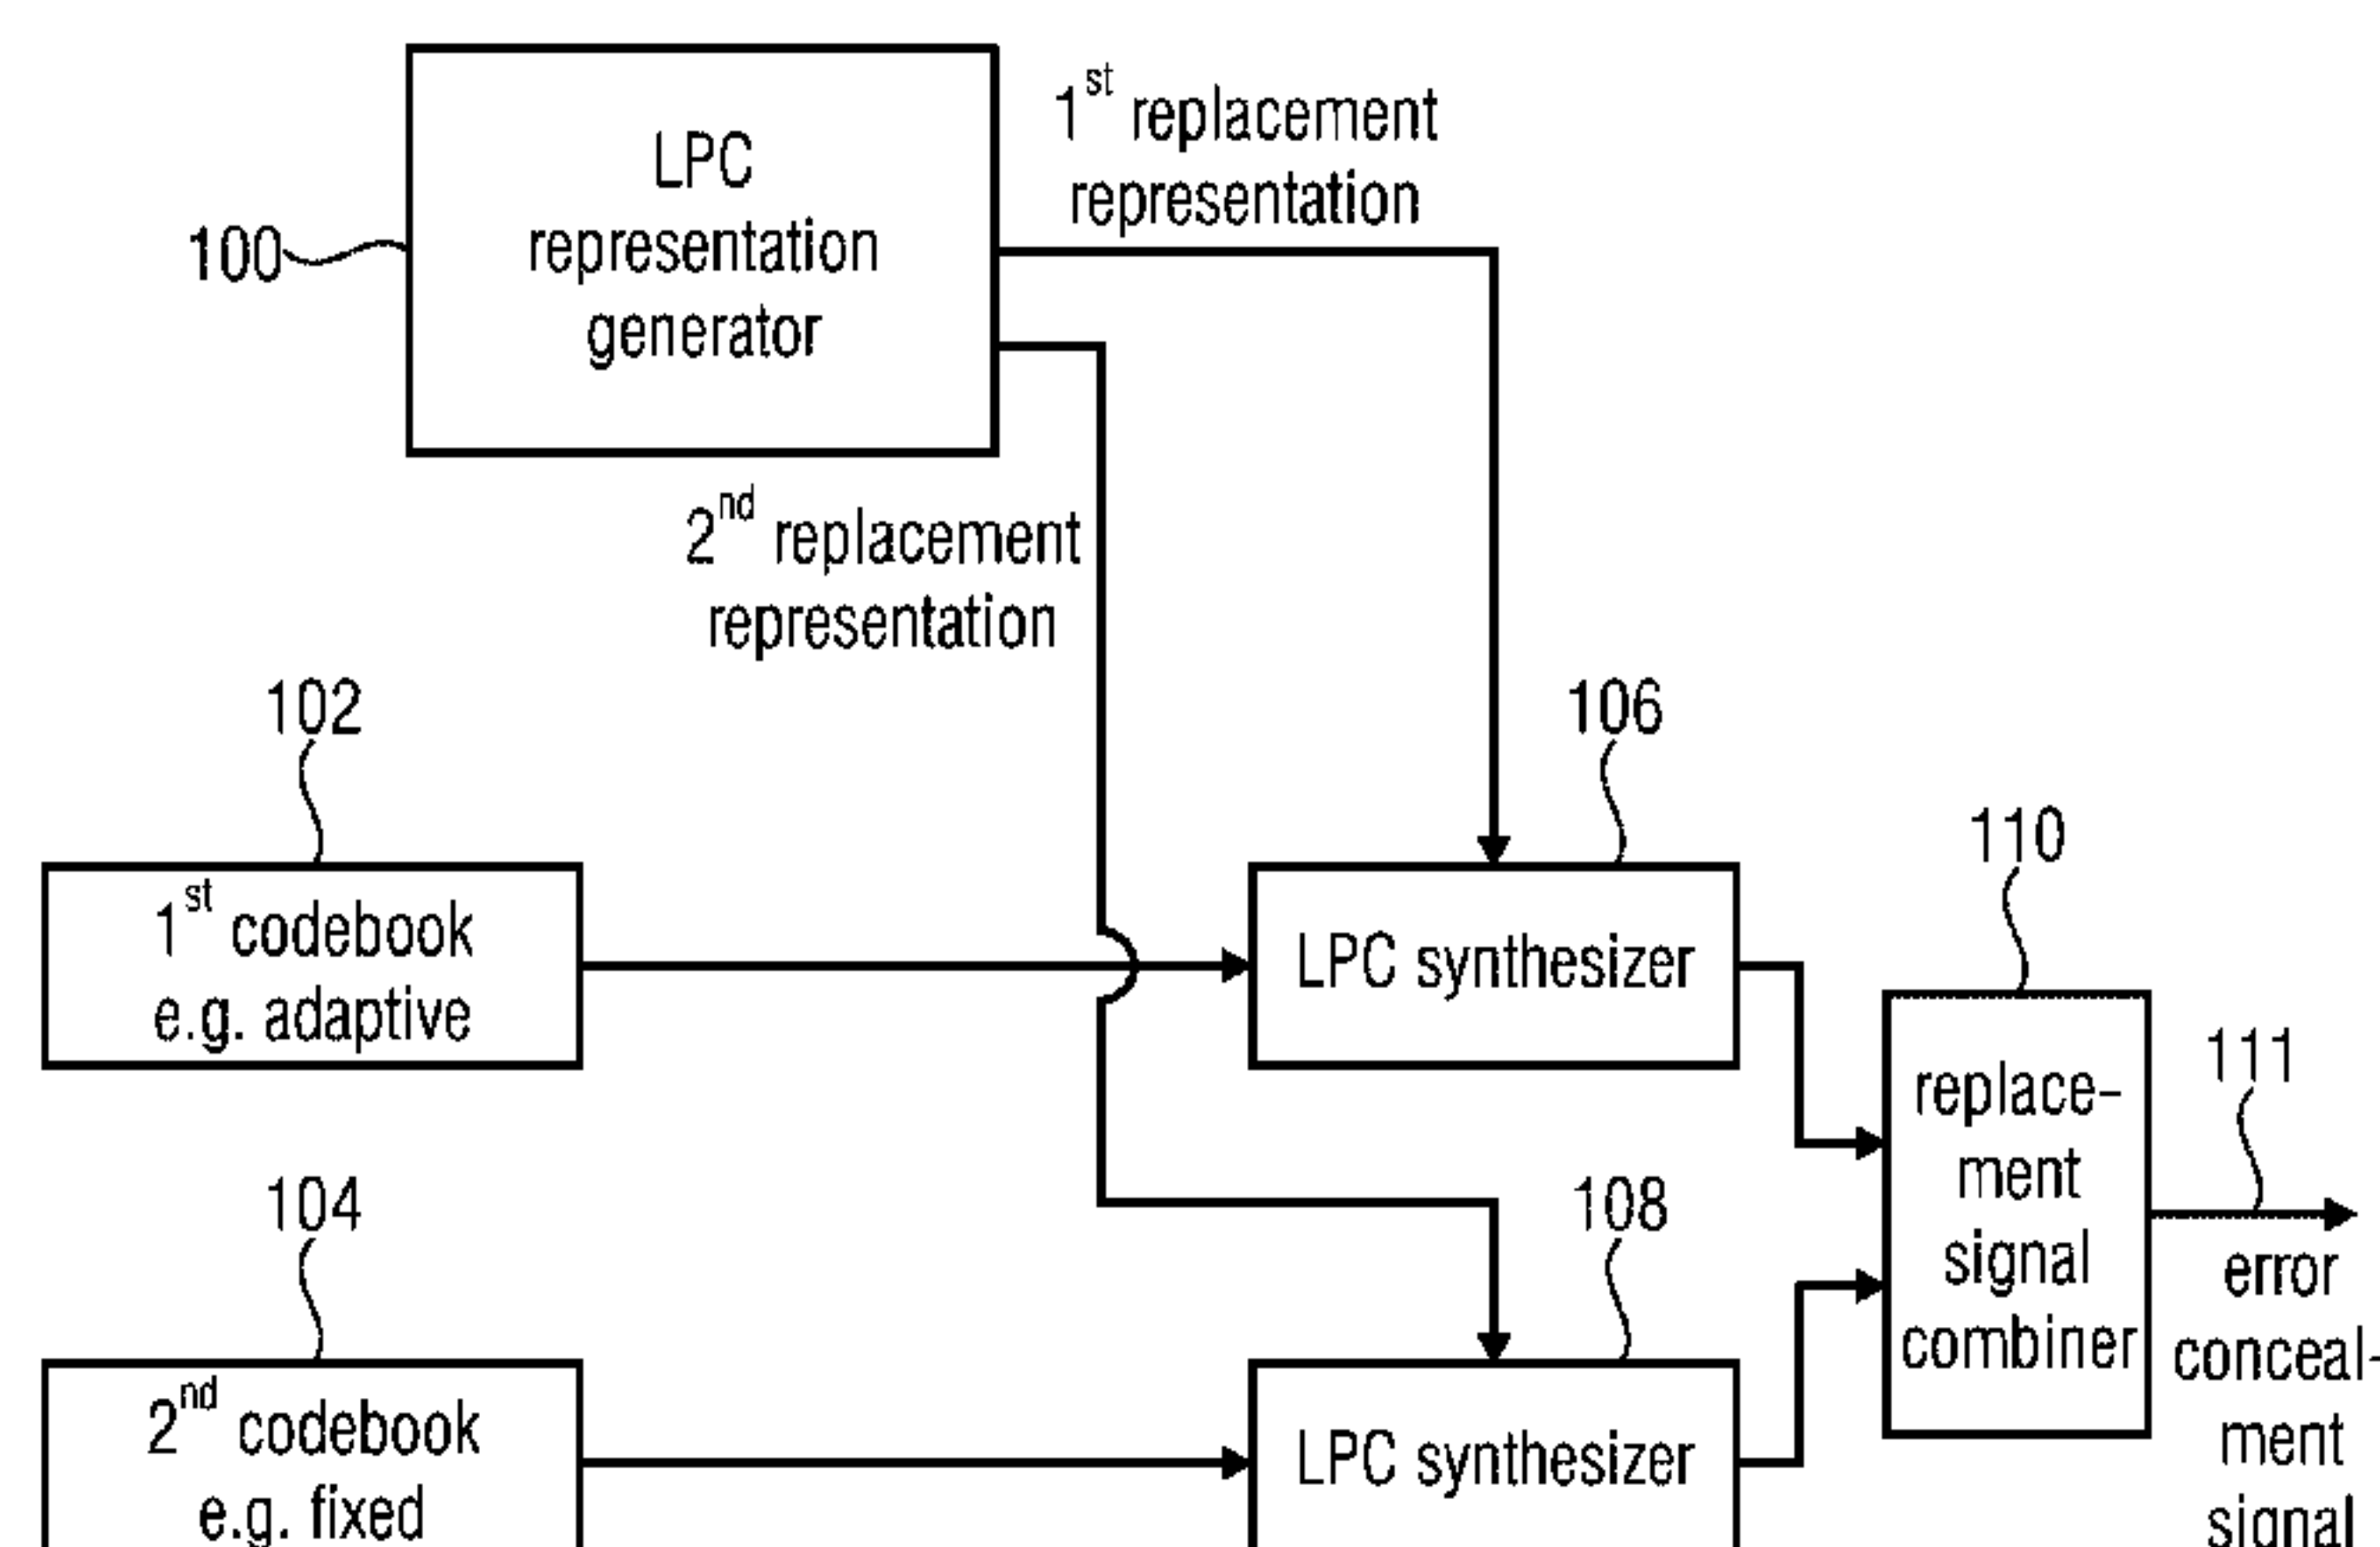 LPC
representation
generator
100
1st replacement
representation
2nd replacement
representation
102
1st codebook
e.g. adaptive
106
LPC synthesizer
110
replace-
ment
signal
combiner
111
error
conceal-
ment
signal
104
2nd codebook
e.g. fixed
108
LPC synthesizer